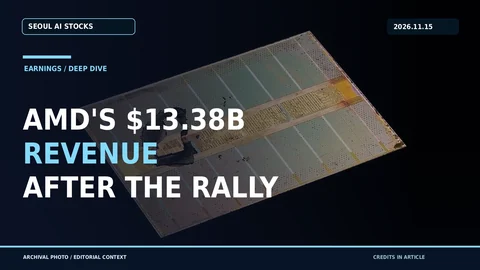 SEOUL AI STOCKS
2026.11.15
EARNINGS / DEEP DIVE
AMD'S $13.38B
REVENUE
AFTER THE RALLY
ARCHIVAL PHOTO / EDITORIAL CONTEXT
CREDITS IN ARTICLE